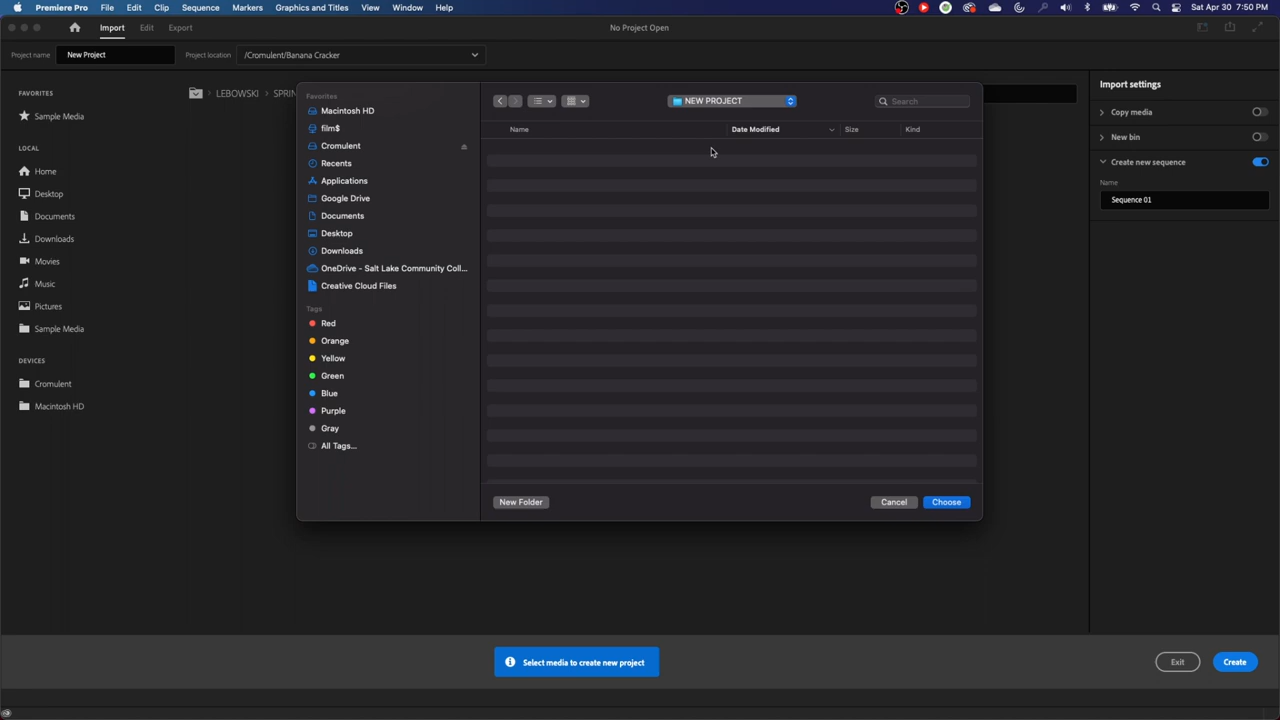 Premiere Pro File Edit Clip Sequence Markers Graphics and Titles View Window Help Sat Apr 30 7:50 PM
Import Edit Export No Project Open
Project name New Project Project location /Cromulent/Banana Cracker
FAVORITES
Sample Media
LOCAL
Home
Desktop
Documents
Downloads
Movies
Music
Pictures
Sample Media
DEVICES
Cromulent
Macintosh HD
LEBOWSKI > SPRIN
Favorites
Macintosh HD
film$
Cromulent
Recents
Applications
Google Drive
Documents
Desktop
Downloads
OneDrive - Salt Lake Community Coll...
Creative Cloud Files
Tags
Red
Orange
Yellow
Green
Blue
Purple
Gray
All Tags...
NEW PROJECT Search
Name Date Modified Size Kind
New Folder Cancel Choose
Import settings
Copy media
New bin
Create new sequence
Name
Sequence 01
Select media to create new project
Exit Create